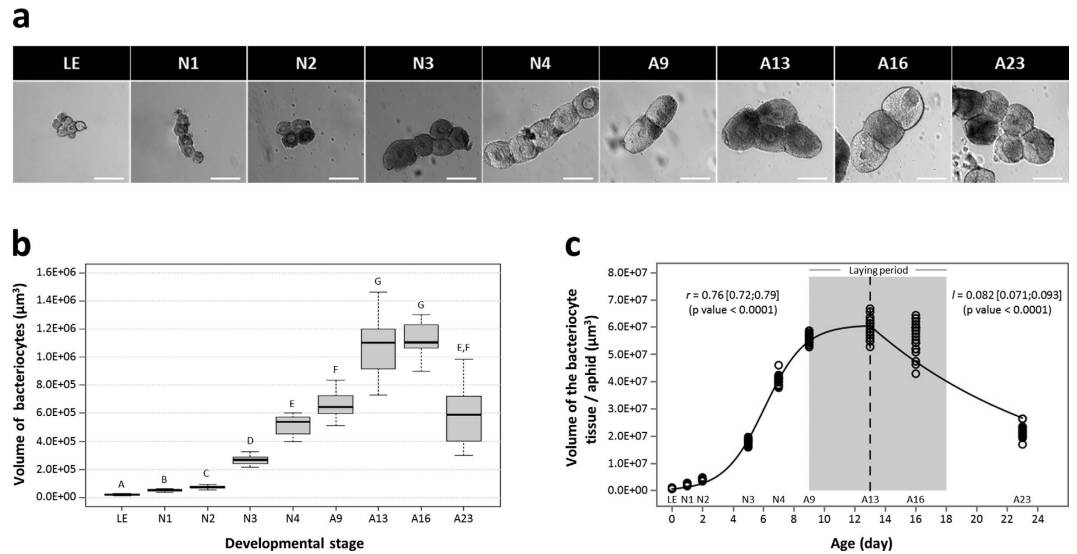 a
LE N1 N2 N3 N4 A9 A13 A16 A23
b
Volume of bacteriocytes (µm³)
1.6E+06
1.4E+06
1.2E+06
1.0E+06
8.0E+05
6.0E+05
4.0E+05
2.0E+05
0.0E+00
A B C D E F G G E,F
LE N1 N2 N3 N4 A9 A13 A16 A23
Developmental stage
c
Volume of the bacteriocyte
tissue / aphid (µm³)
8.0E+07
7.0E+07
6.0E+07
5.0E+07
4.0E+07
3.0E+07
2.0E+07
1.0E+07
0.0E+00
Laying period
r = 0.76 [0.72;0.79]
(p value < 0.0001)
l = 0.082 [0.071;0.093]
(p value < 0.0001)
LE N1 N2 N3 N4 A9 A13 A16 A23
0 2 4 6 8 10 12 14 16 18 20 22 24
Age (day)